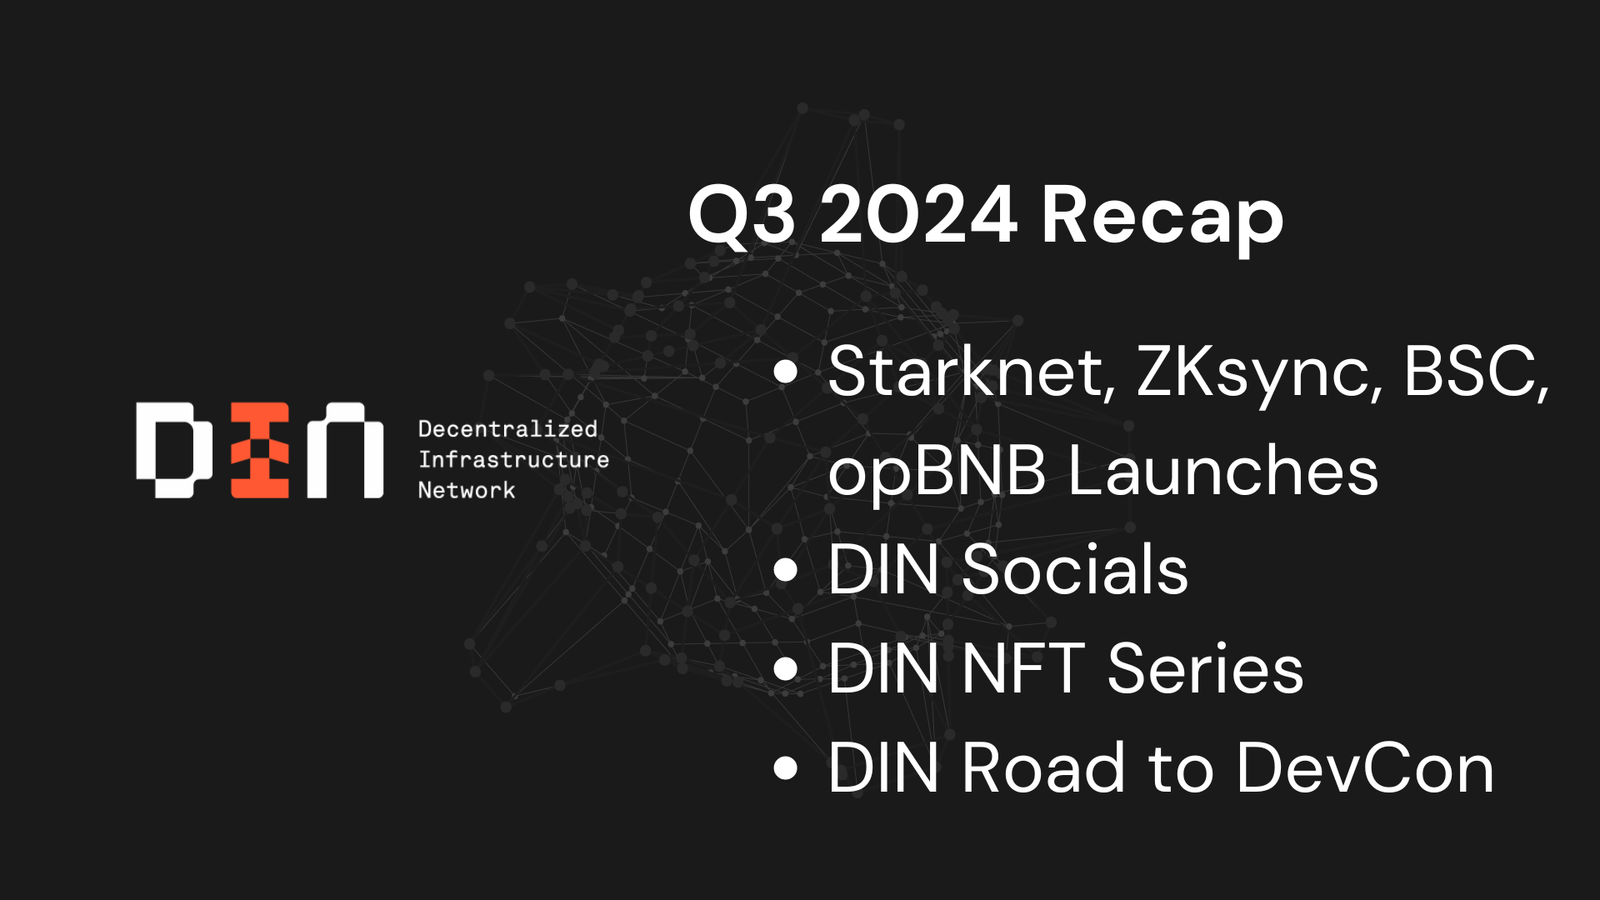 DIN
Decentralized
Infrastructure
Network
Q3 2024 Recap
• Starknet, ZKsync, BSC,
opBNB Launches
• DIN Socials
• DIN NFT Series
• DIN Road to DevCon